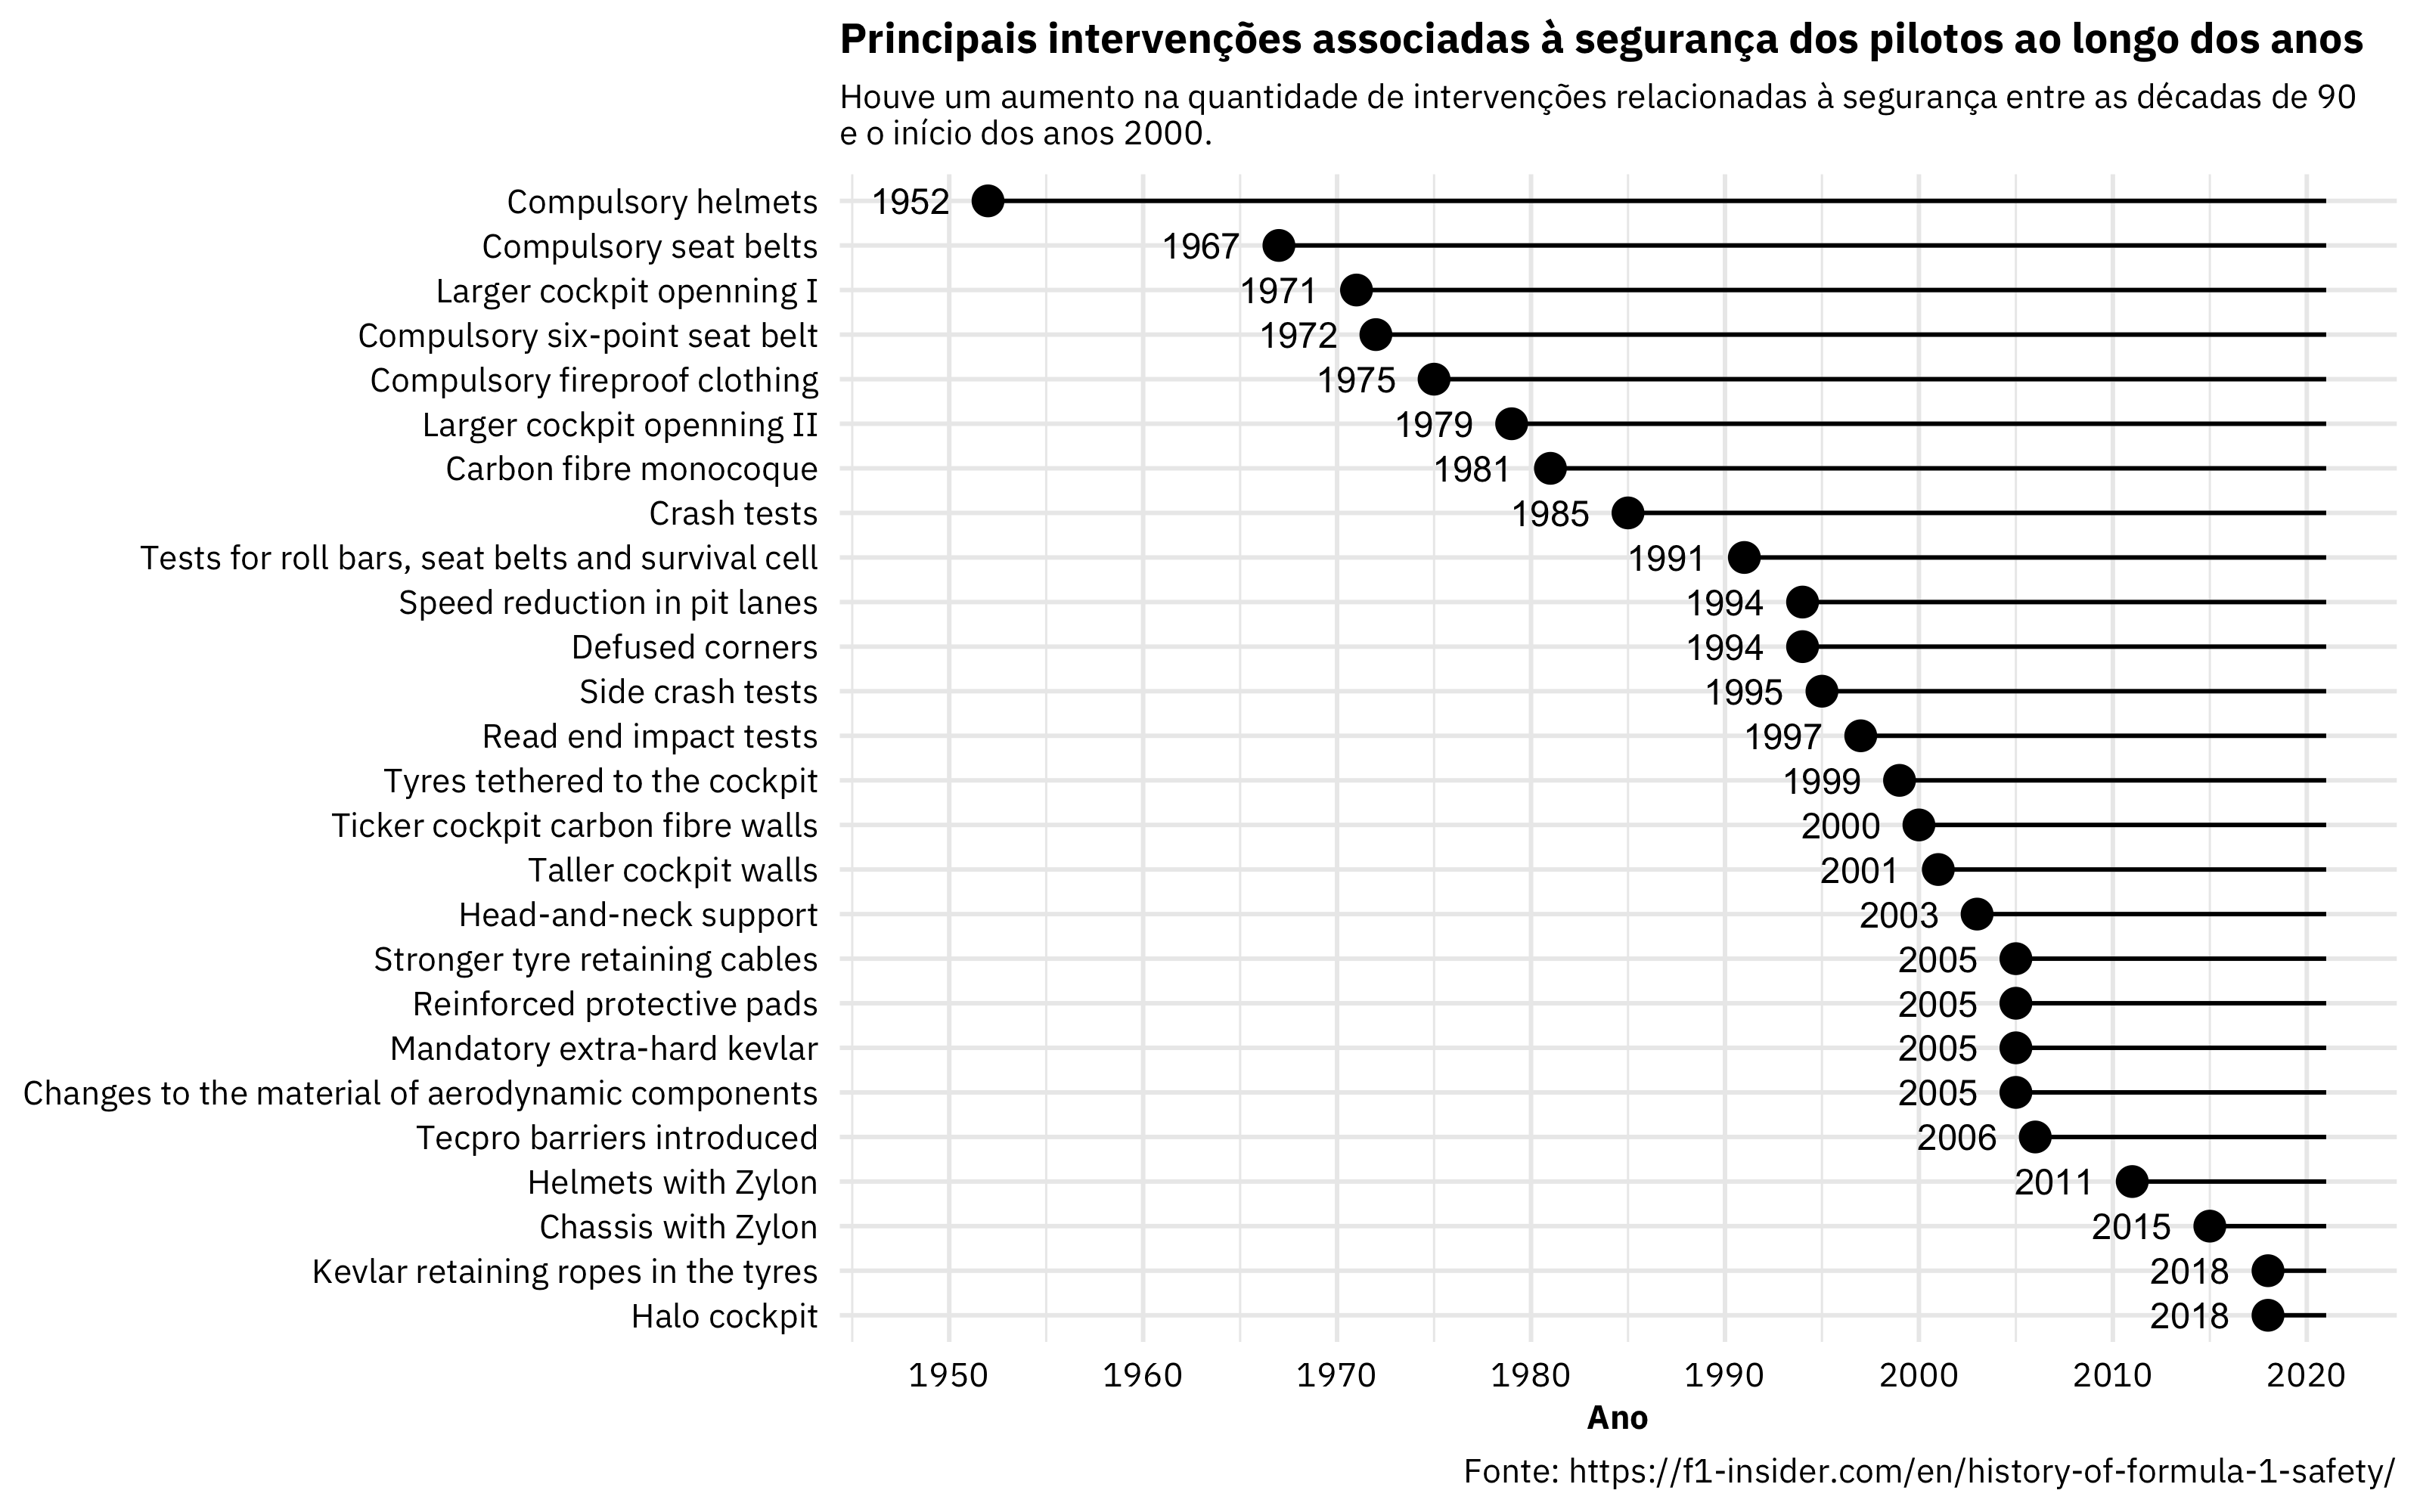 Principais intervenções associadas à segurança dos pilotos ao longo dos anos
Houve um aumento na quantidade de intervenções relacionadas à segurança entre as décadas de 90
e o início dos anos 2000.
Compulsory helmets 1952
Compulsory seat belts 1967
Larger cockpit openning I 1971
Compulsory six-point seat belt 1972
Compulsory fireproof clothing 1975
Larger cockpit openning II 1979
Carbon fibre monocoque 1981
Crash tests 1985
Tests for roll bars, seat belts and survival cell 1991
Speed reduction in pit lanes 1994
Defused corners 1994
Side crash tests 1995
Read end impact tests 1997
Tyres tethered to the cockpit 1999
Ticker cockpit carbon fibre walls 2000
Taller cockpit walls 2001
Head-and-neck support 2003
Stronger tyre retaining cables 2005
Reinforced protective pads 2005
Mandatory extra-hard kevlar 2005
Changes to the material of aerodynamic components 2005
Tecpro barriers introduced 2006
Helmets with Zylon 2011
Chassis with Zylon 2015
Kevlar retaining ropes in the tyres 2018
Halo cockpit 2018
1950 1960 1970 1980 1990 2000 2010 2020
Ano
Fonte: https://f1-insider.com/en/history-of-formula-1-safety/